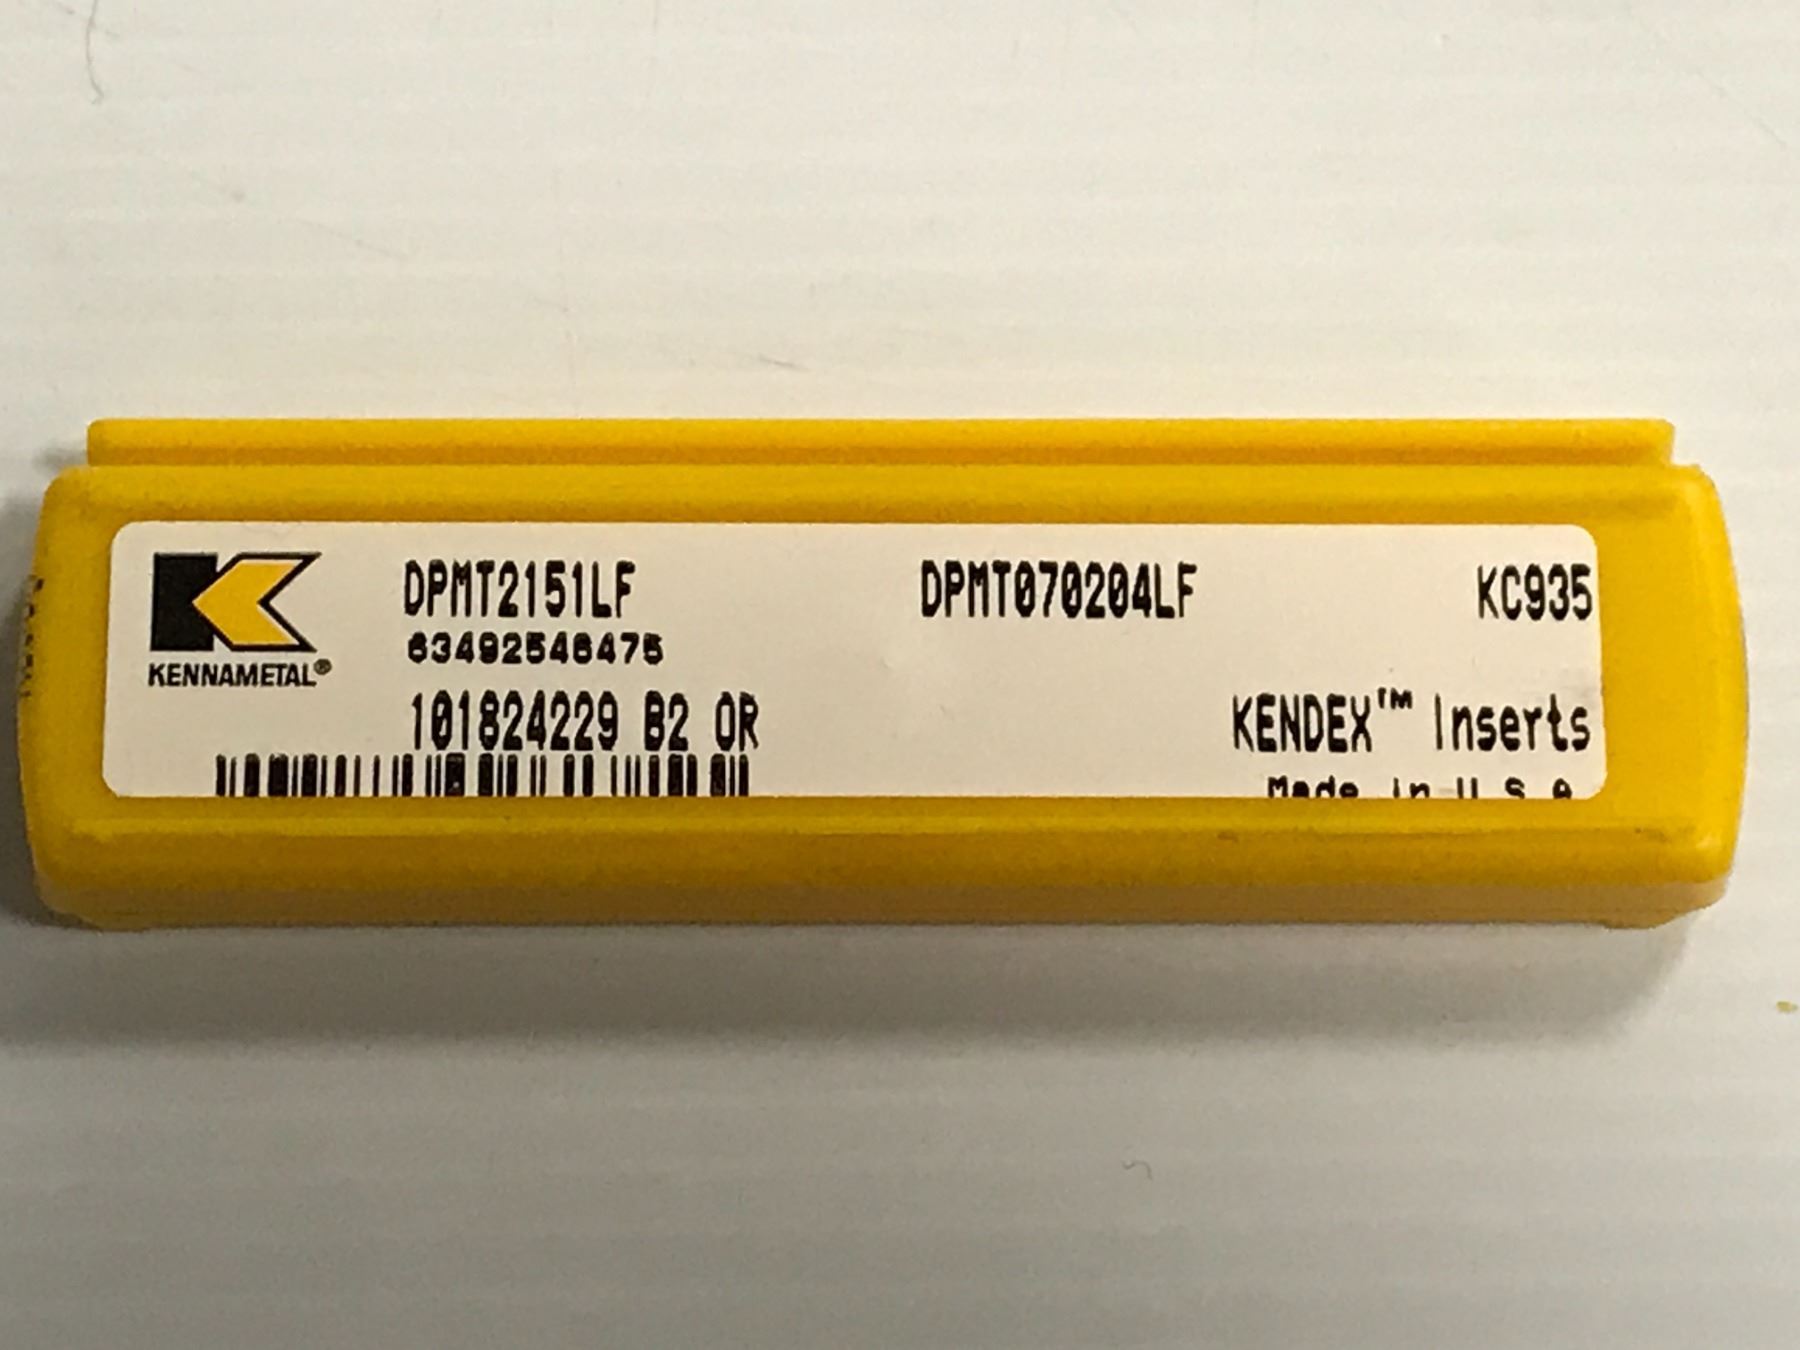 DPMT2151LF DPMT070204LF KC935
63492546475
KENNAMETAL®
101824229 B2 OR KENDEX™ Inserts
Made in U.S.A.